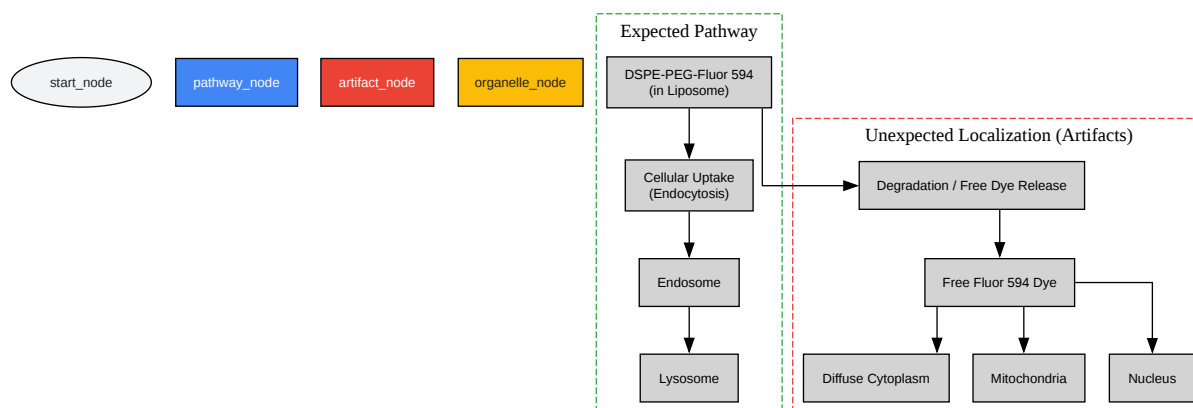 start_node
pathway_node
artifact_node
organelle_node
Expected Pathway
DSPE-PEG-Fluor 594
(in Liposome)
Cellular Uptake
(Endocytosis)
Endosome
Lysosome
Unexpected Localization (Artifacts)
Degradation / Free Dye Release
Free Fluor 594 Dye
Diffuse Cytoplasm
Mitochondria
Nucleus